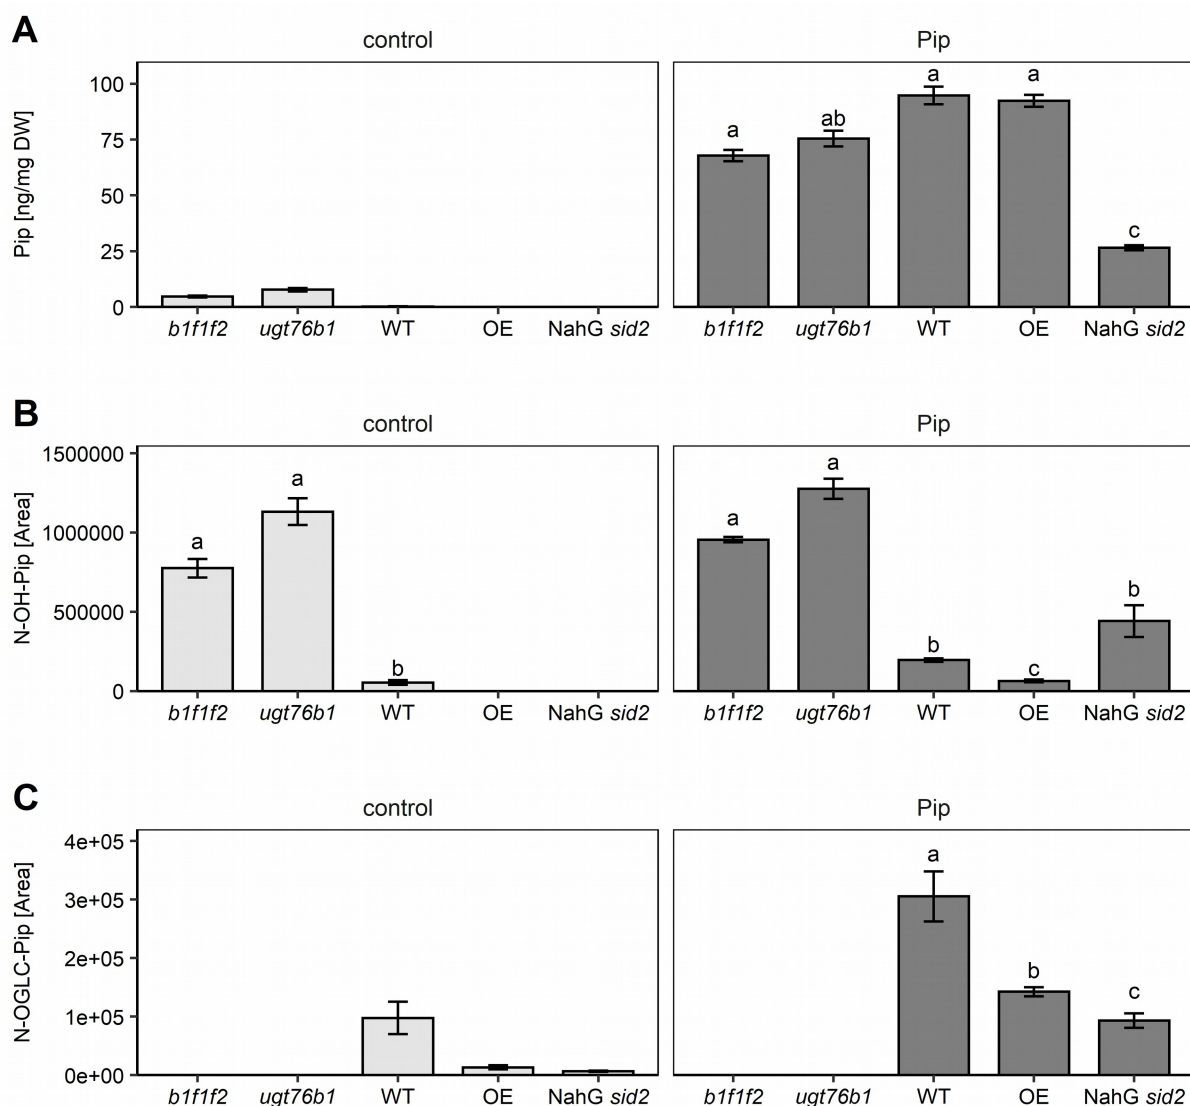 A
control Pip
Pip [ng/mg DW]
100
75
50
25
0
a ab a a c
b1f1f2 ugt76b1 WT OE NahG sid2 b1f1f2 ugt76b1 WT OE NahG sid2
B
control Pip
N-OH-Pip [Area]
1500000
1000000
500000
0
a a b a a b c b
b1f1f2 ugt76b1 WT OE NahG sid2 b1f1f2 ugt76b1 WT OE NahG sid2
C
control Pip
N-OGLC-Pip [Area]
4e+05
3e+05
2e+05
1e+05
0e+00
a b c
b1f1f2 ugt76b1 WT OE NahG sid2 b1f1f2 ugt76b1 WT OE NahG sid2